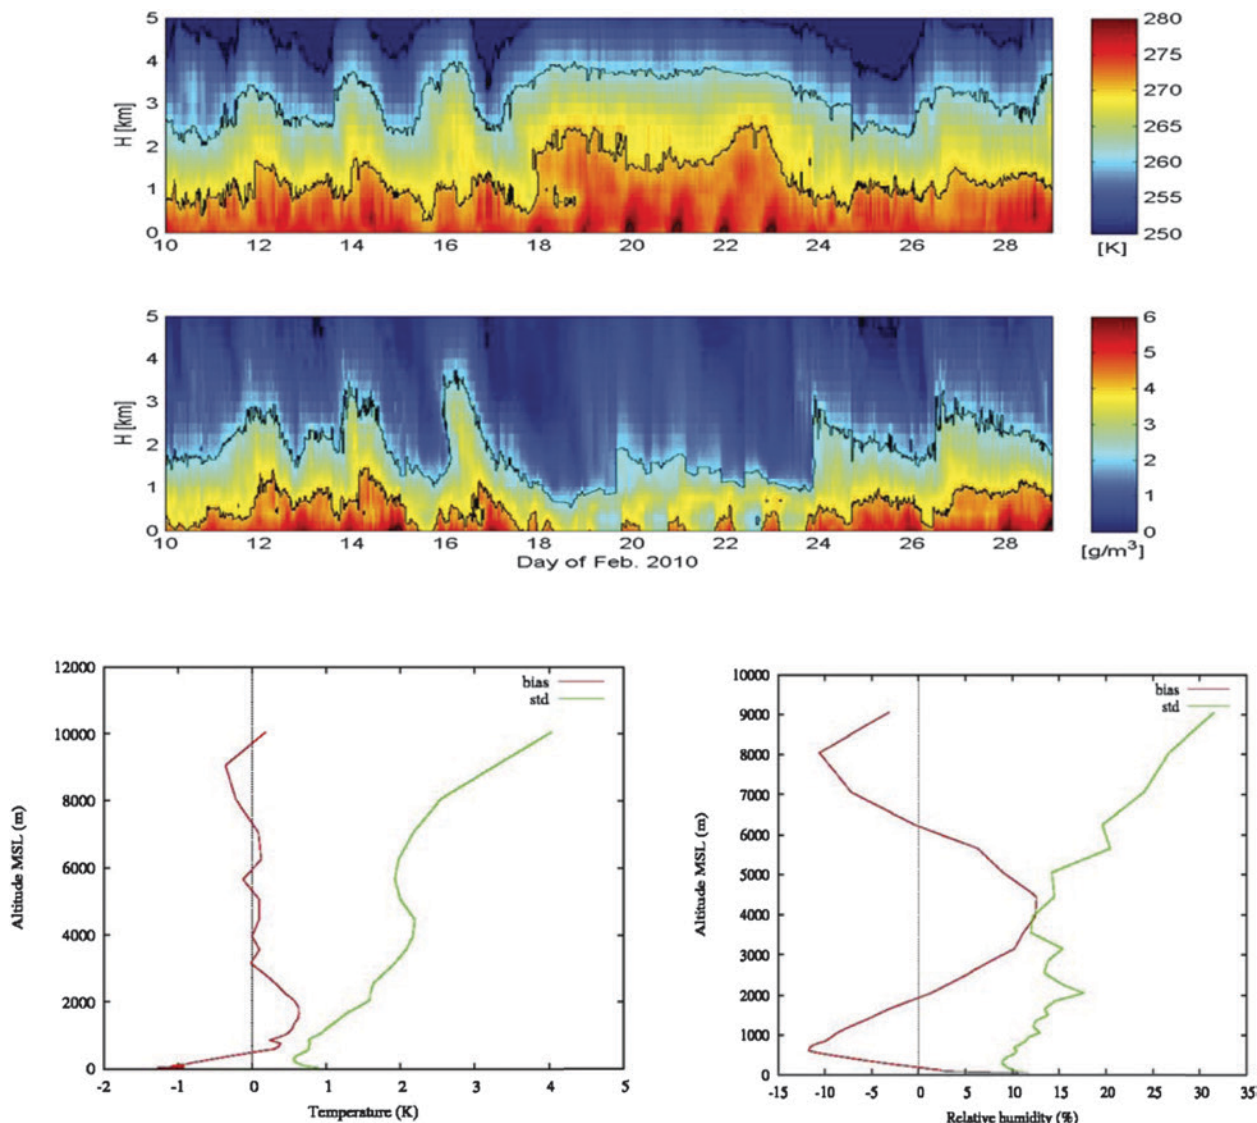 5
4
3
2
1
0
H [km]
10 12 14 16 18 20 22 24 26 28
280
275
270
265
260
255
250
[K]
5
4
3
2
1
0
H [km]
10 12 14 16 18 20 22 24 26 28
Day of Feb. 2010
6
5
4
3
2
1
0
[g/m³]
12000
10000
8000
6000
4000
2000
0
Altitude MSL (m)
bias
std
-2 -1 0 1 2 3 4 5
Temperature (K)
10000
9000
8000
7000
6000
5000
4000
3000
2000
1000
0
Altitude MSL (m)
bias
std
-15 -10 -5 0 5 10 15 20 25 30 35
Relative humidity (%)